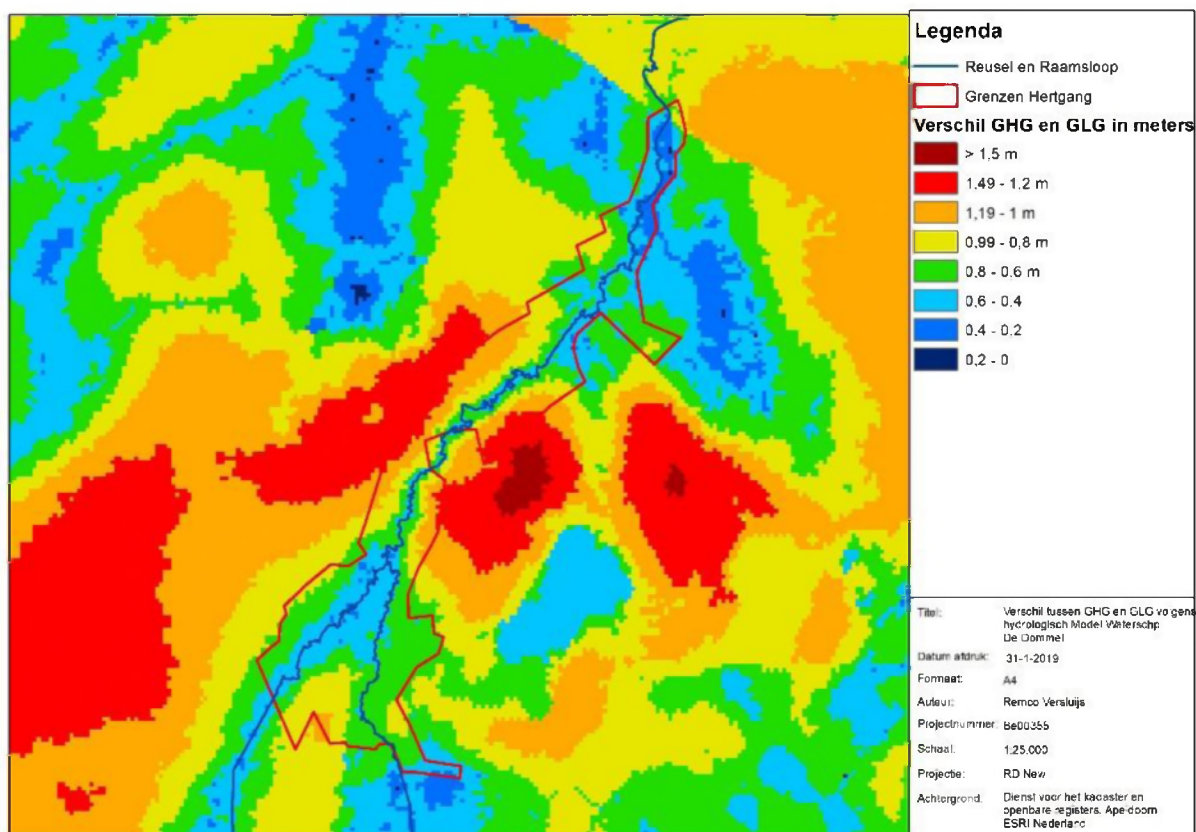 Legenda
Reusel en Raamsloop
Grenzen Hertgang
Verschil GHG en GLG in meters
> 1,5 m
1.49 - 1.2 m
1,19 - 1 m
0.99 - 0,8 m
0.8 - 0.6 m
0.6 - 0.4
0.4 - 0.2
0,2 - 0
Titel: Verschil tussen GHG en GLG volgens
hydrologisch Model Waterschp
De Dommel
Datum afdruk: 31-1-2019
Formaat: A4
Auteur: Remco Versluijs
Projectnummer: Be00355
Schaal: 1:25.000
Projectie: RD New
Achtergrond: Dienst voor het kadaster en
openbare registers. Apeldoorn
ESRI Nederland